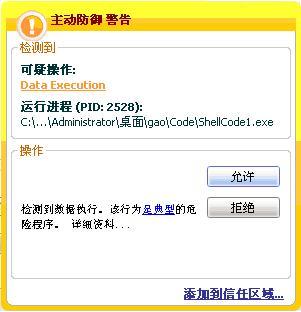 主动防御 警告
检测到
可疑操作:
Data Execution
运行进程 (PID: 2528):
C:\...\Administrator\桌面\gao\Code\ShellCode1.exe
操作
允许
检测到数据执行。该行为是典型的危
险程序。 详细资料...
拒绝
添加到信任区域...